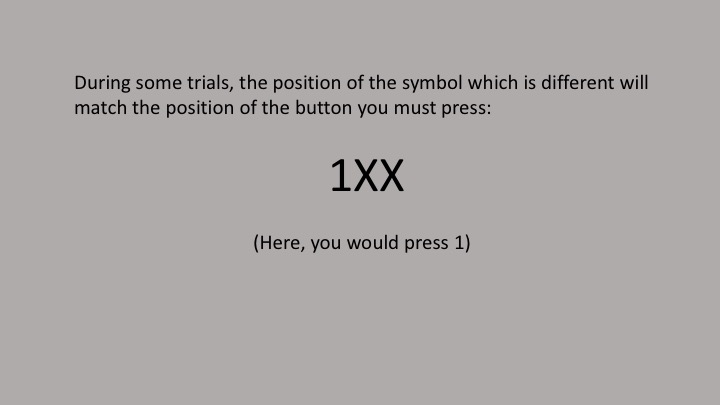 During some trials, the position of the symbol which is different will
match the position of the button you must press:
1XX
(Here, you would press 1)